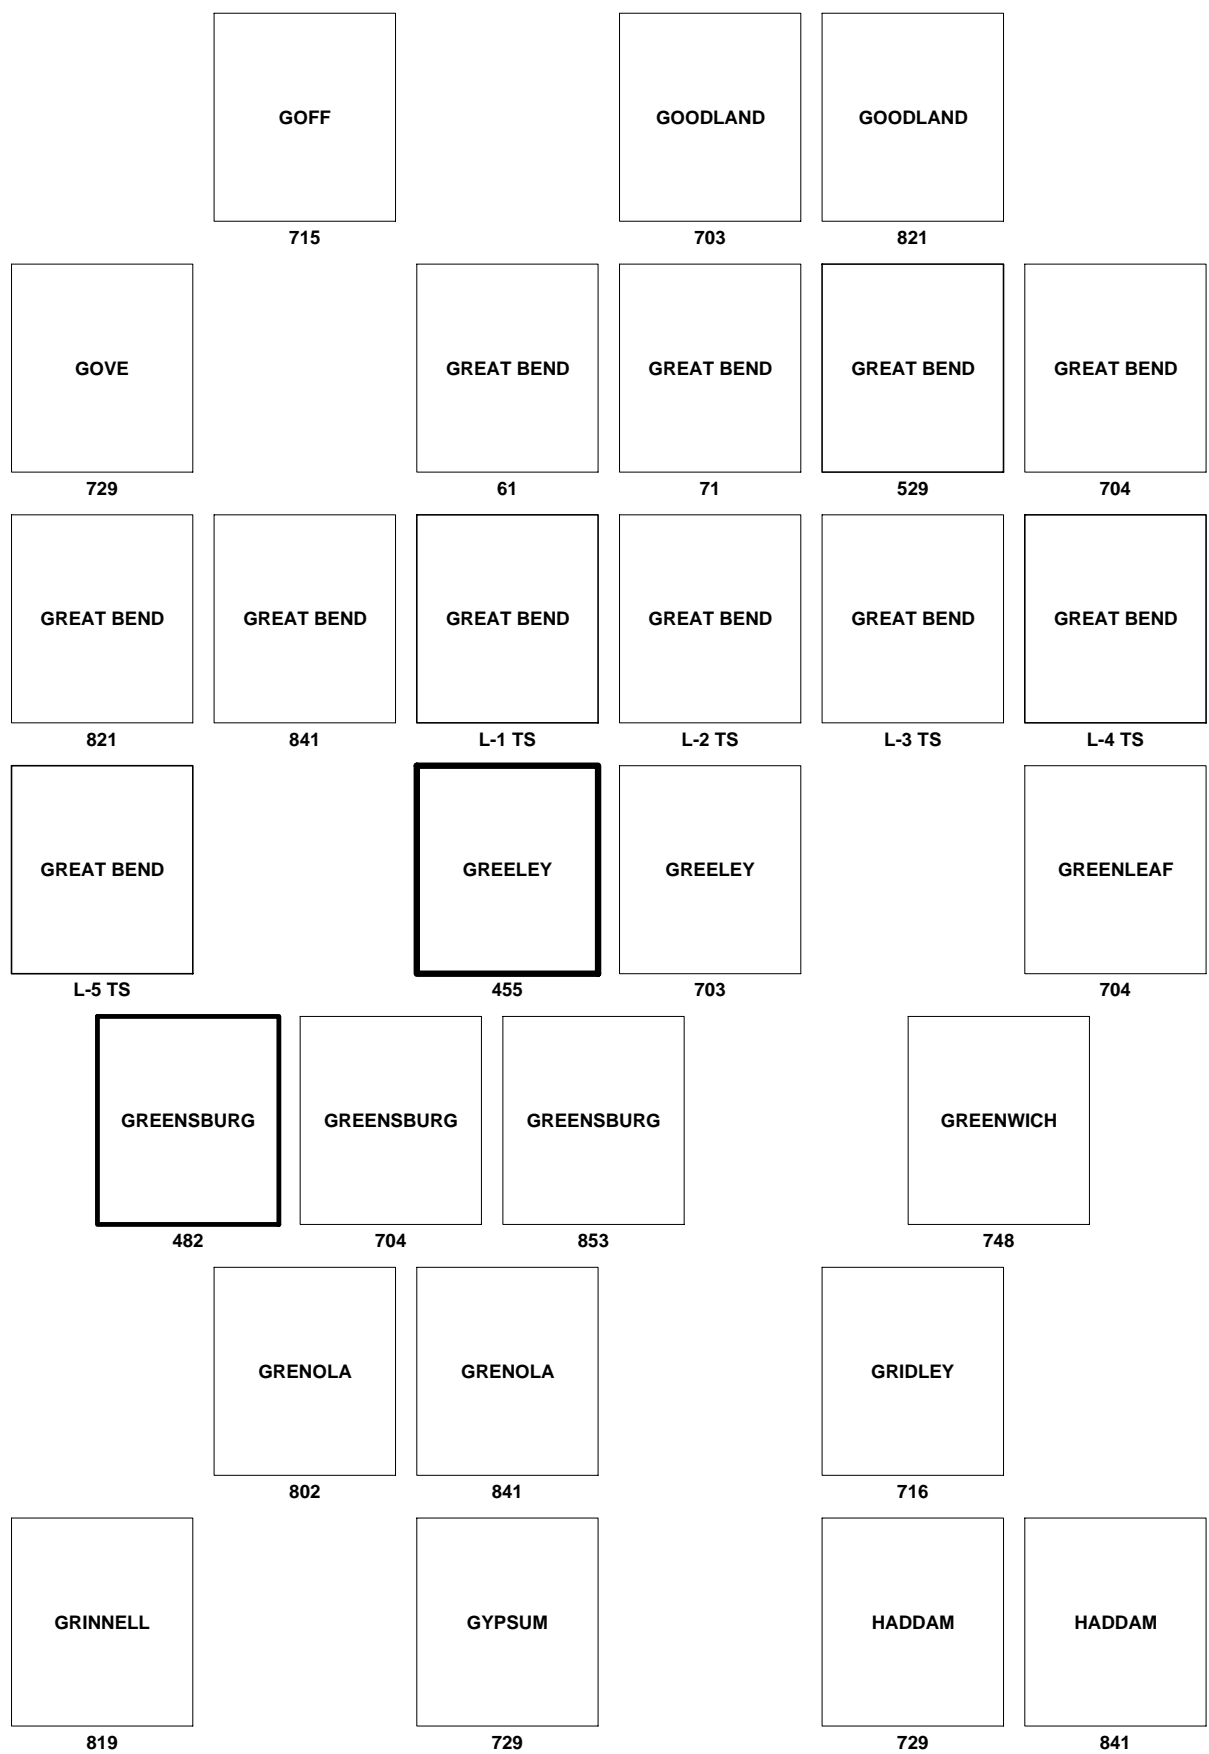 GOFF GOODLAND GOODLAND
715 703 821
GOVE GREAT BEND GREAT BEND GREAT BEND GREAT BEND
729 61 71 529 704
GREAT BEND GREAT BEND GREAT BEND GREAT BEND GREAT BEND GREAT BEND
821 841 L-1 TS L-2 TS L-3 TS L-4 TS
GREAT BEND GREELEY GREELEY GREENLEAF
L-5 TS 455 703 704
GREENSBURG GREENSBURG GREENSBURG GREENWICH
482 704 853 748
GRENOLA GRENOLA GRIDLEY
802 841 716
GRINNELL GYPSUM HADDAM HADDAM
819 729 729 841